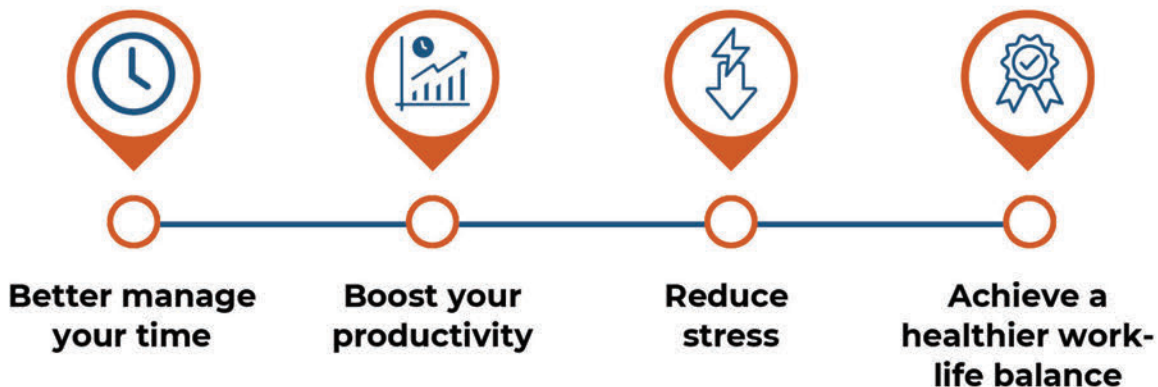 Better manage
your time
Boost your
productivity
Reduce
stress
Achieve a
healthier work-
life balance